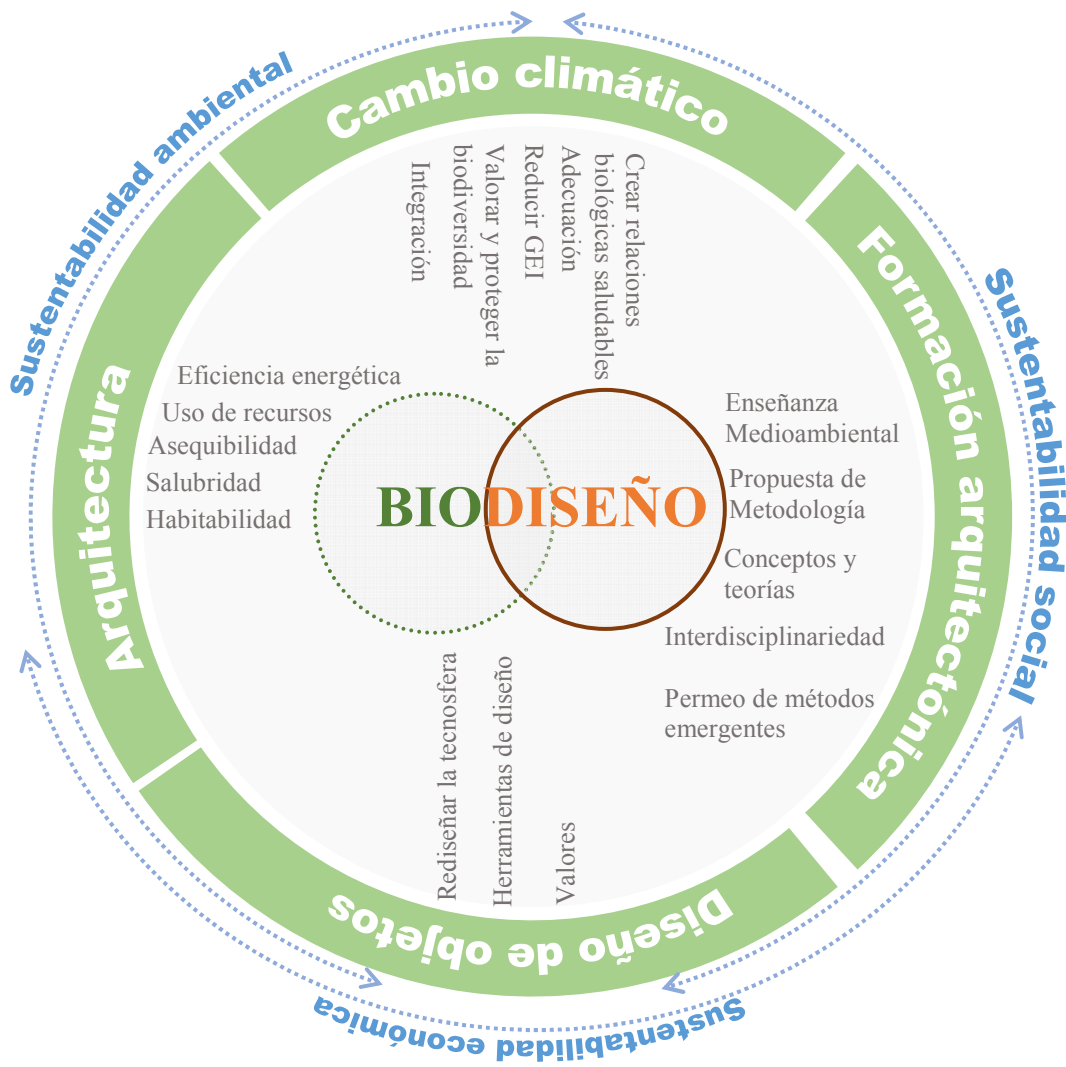 Sustentabilidad ambiental
Cambio climático
Sustentabilidad social
Formación arquitectónica
Arquitectura
Diseño de objetos
Sustentabilidad económica
Integración
Valorar y proteger la
biodiversidad
Reducir GEI
Adecuación
Crear relaciones
biológicas saludables
Eficiencia energética
Uso de recursos
Asequibilidad
Salubridad
Habitabilidad
BIODISEÑO
Enseñanza
Medioambiental
Propuesta de
Metodología
Conceptos y
teorías
Interdisciplinariedad
Permeo de métodos
emergentes
Rediseñar la tecnosfera
Herramientas de diseño
Valores